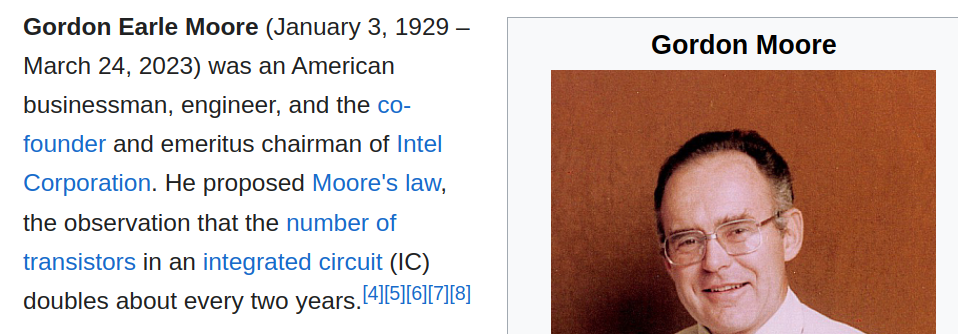 Gordon Earle Moore (January 3, 1929 –
March 24, 2023) was an American
businessman, engineer, and the co-
founder and emeritus chairman of Intel
Corporation. He proposed Moore's law,
the observation that the number of
transistors in an integrated circuit (IC)
doubles about every two years.[4][5][6][7][8]
Gordon Moore